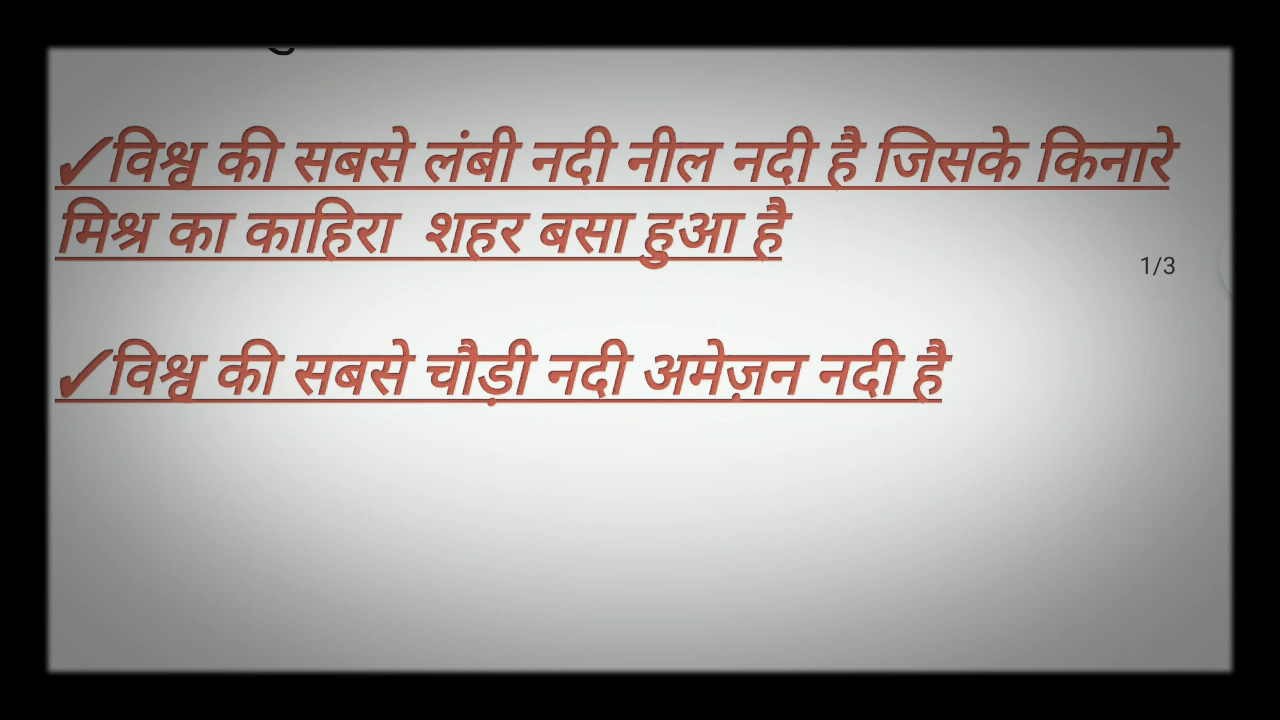 ✓विश्व की सबसे लंबी नदी नील नदी है जिसके किनारे
मिश्र का काहिरा  शहर बसा हुआ है
1/3
✓विश्व की सबसे चौड़ी नदी अमेज़न नदी है